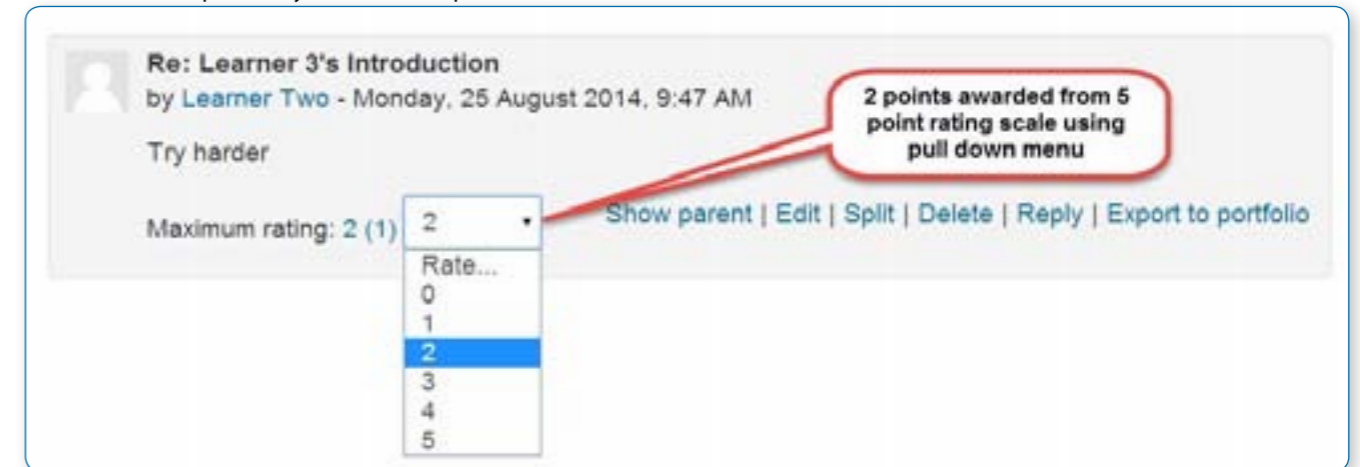 Re: Learner 3's Introduction
by Learner Two - Monday, 25 August 2014, 9:47 AM
2 points awarded from 5
point rating scale using
pull down menu
Try harder
Maximum rating: 2 (1) 2
Show parent | Edit | Split | Delete | Reply | Export to portfolio
Rate...
0
1
2
3
4
5